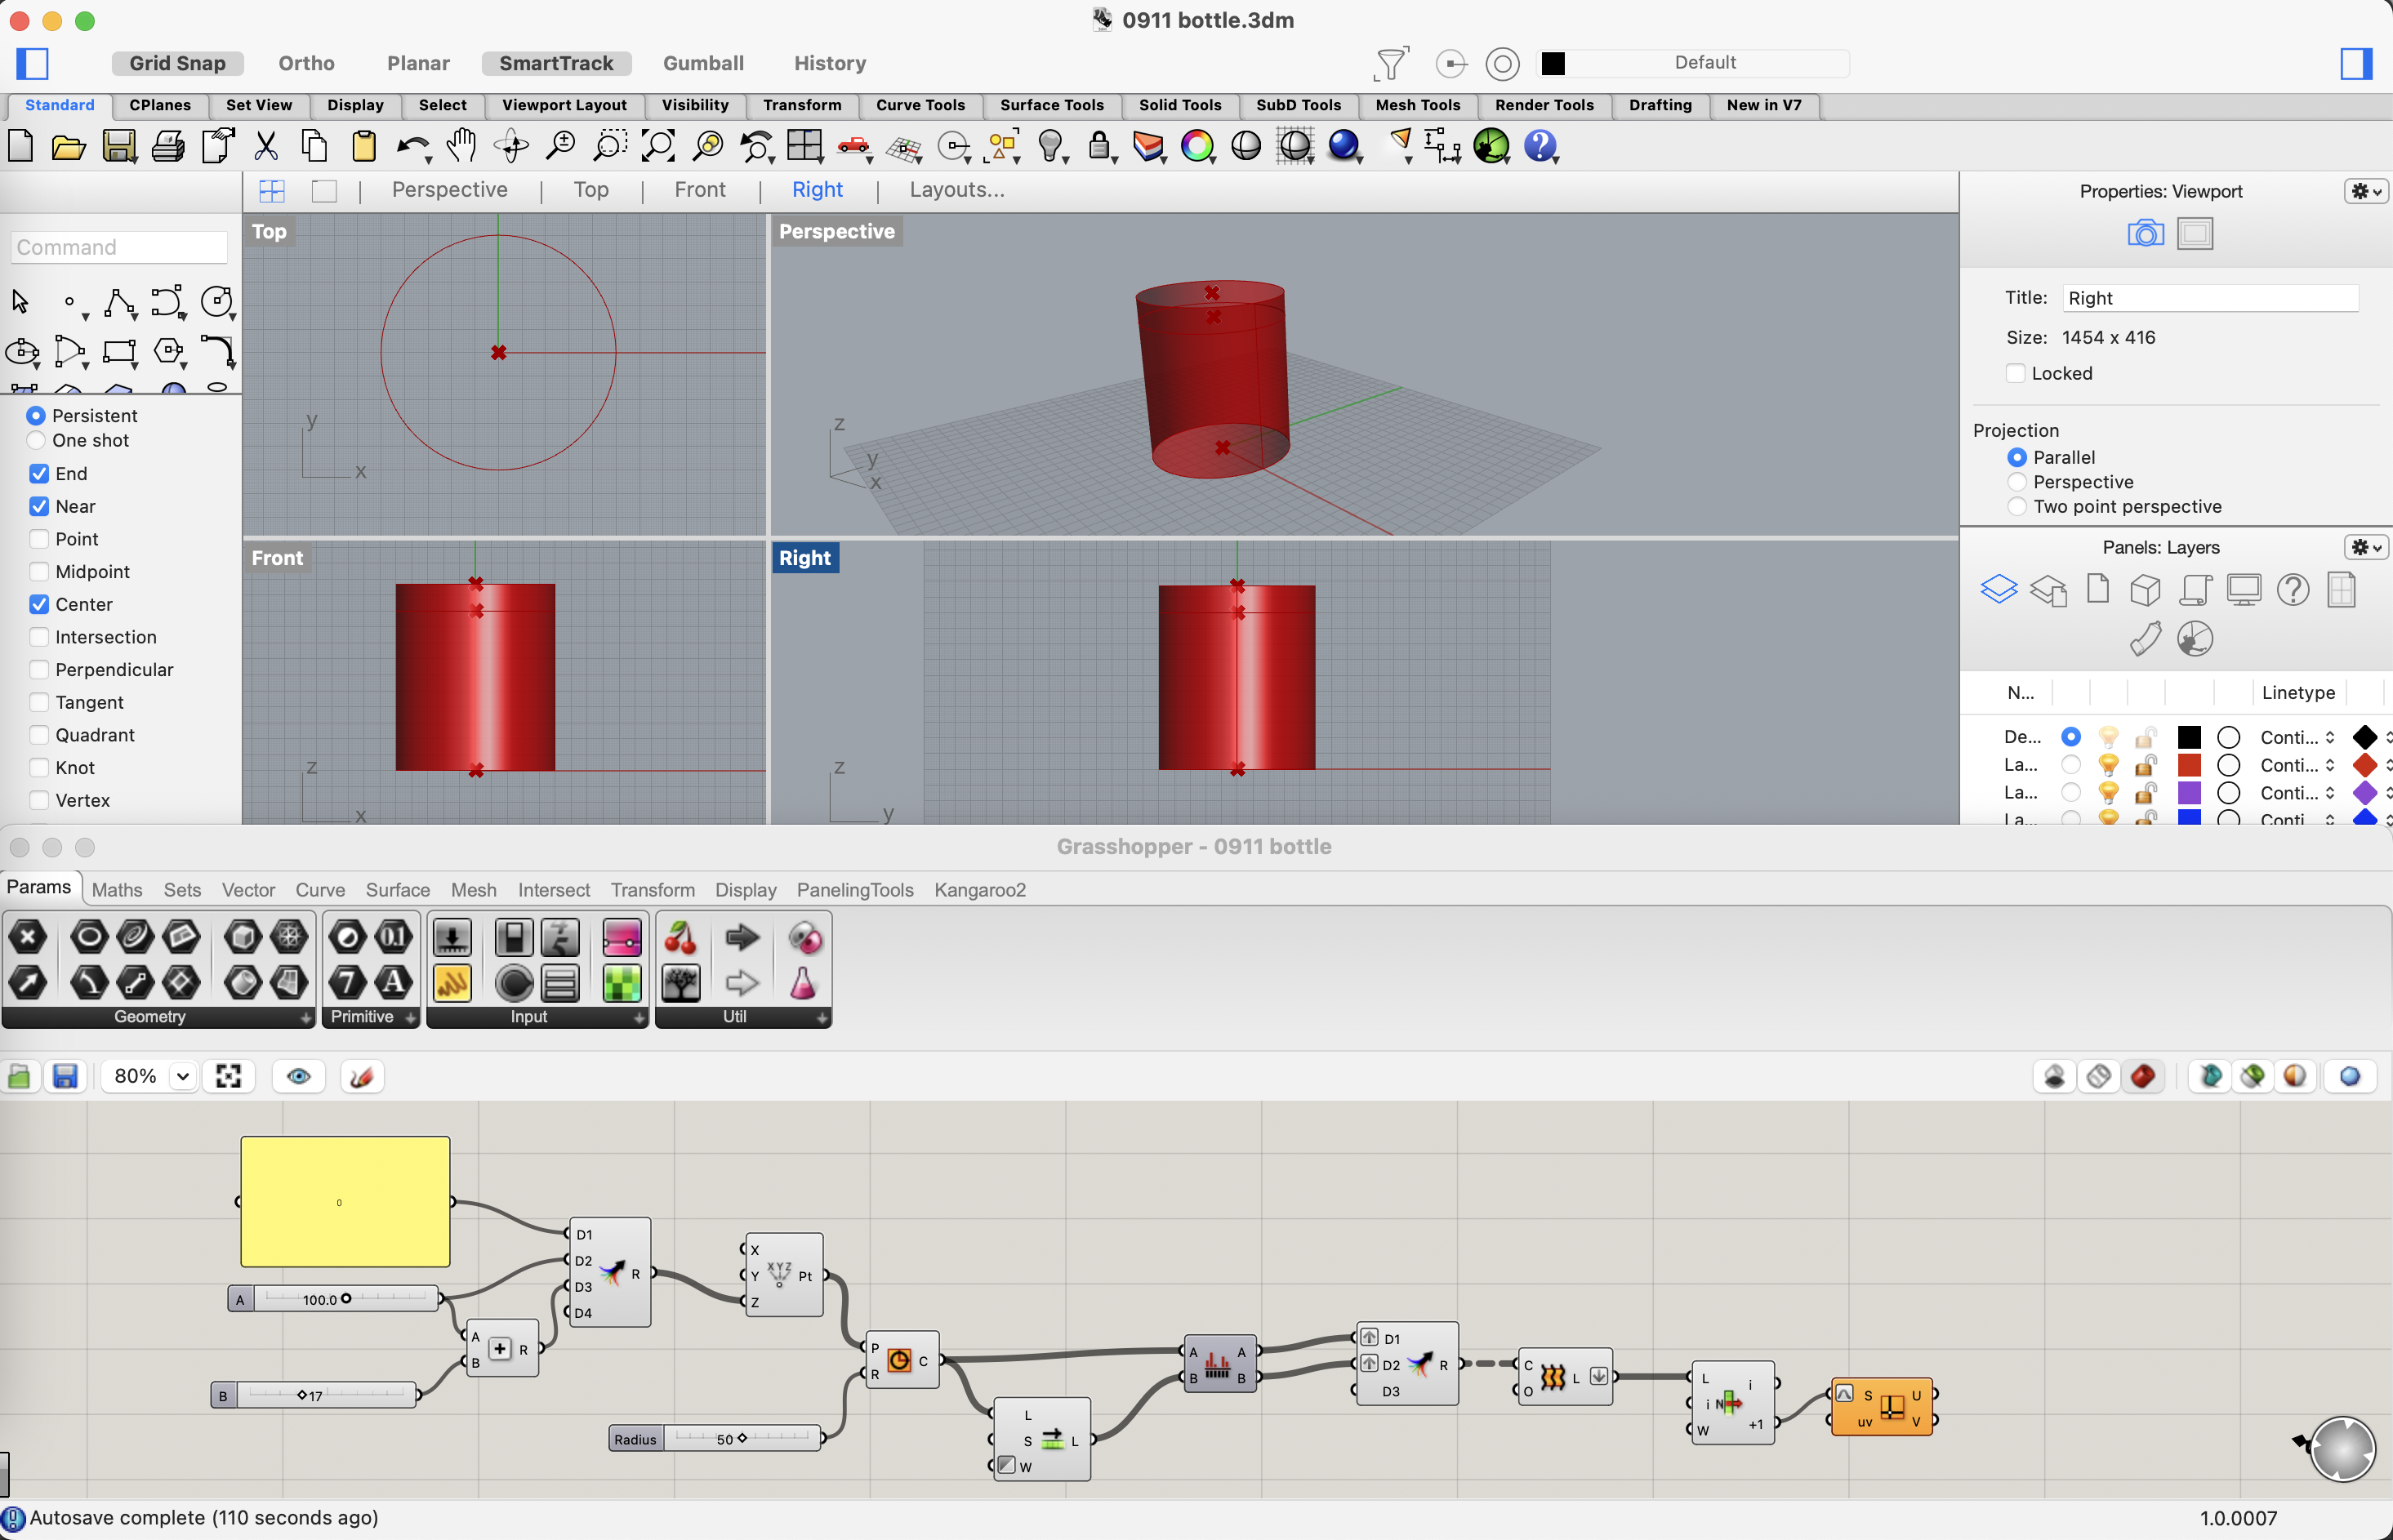 0911 bottle.3dm
Grid Snap Ortho Planar SmartTrack Gumball History Default
Standard CPlanes Set View Display Select Viewport Layout Visibility Transform Curve Tools Surface Tools Solid Tools SubD Tools Mesh Tools Render Tools Drafting New in V7
Perspective Top Front Right Layouts...
Properties: Viewport
Command
Top
Perspective
Title: Right
Size: 1454 x 416
Locked
Projection
Parallel
Perspective
Two point perspective
y
x
z
y
x
Persistent
One shot
End
Near
Point
Midpoint
Center
Intersection
Perpendicular
Tangent
Quadrant
Knot
Vertex
Front
Right
z
x
z
y
Panels: Layers
N... Linetype
De... Conti...
La... Conti...
La... Conti...
La... Conti...
Grasshopper - 0911 bottle
Params Maths Sets Vector Curve Surface Mesh Intersect Transform Display PanelingTools Kangaroo2
Geometry Primitive Input Util
80%
0
A 100.0
B 17
A
B
R
D1
D2
D3
D4
R
X
Y
Z
XYZ
Pt
Radius 50
P
R
C
L
S
W
L
A
B
A
B
D1
D2
D3
R
C
O
L
L
i
W
N
i
+1
S
uv
U
V
Autosave complete (110 seconds ago)
1.0.0007